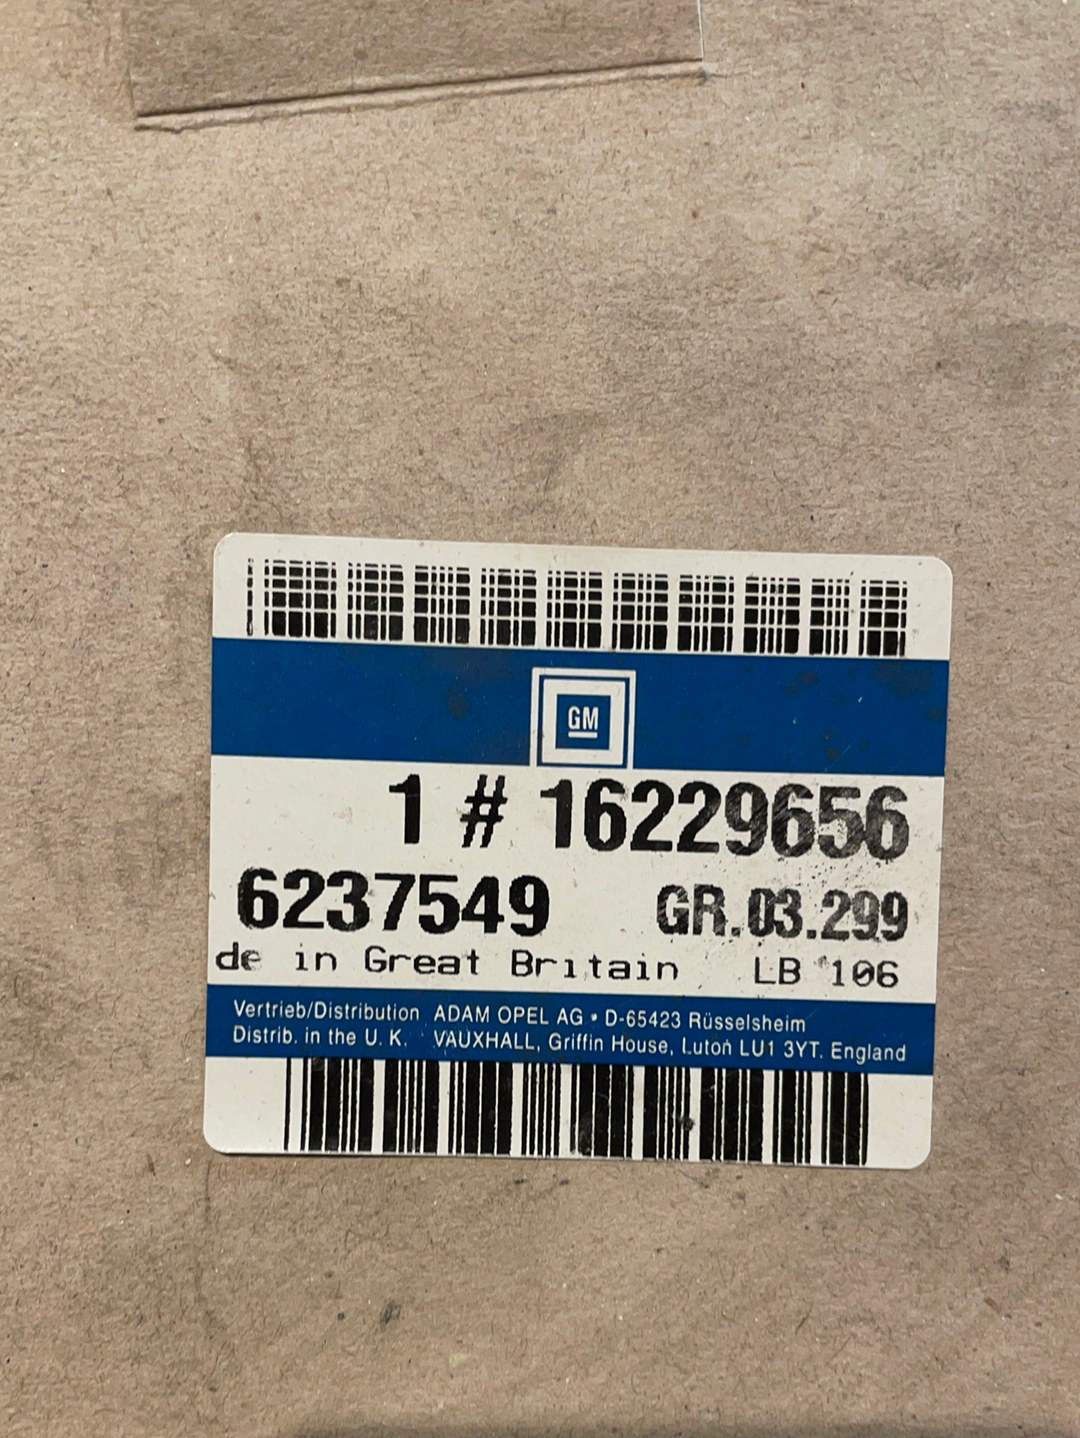 GM
1 # 16229656
6237549 GR.03.299
de in Great Britain LB 106
Vertrieb/Distribution ADAM OPEL AG • D-65423 Rüsselsheim
Distrib. in the U. K. VAUXHALL, Griffin House, Luton LU1 3YT. England